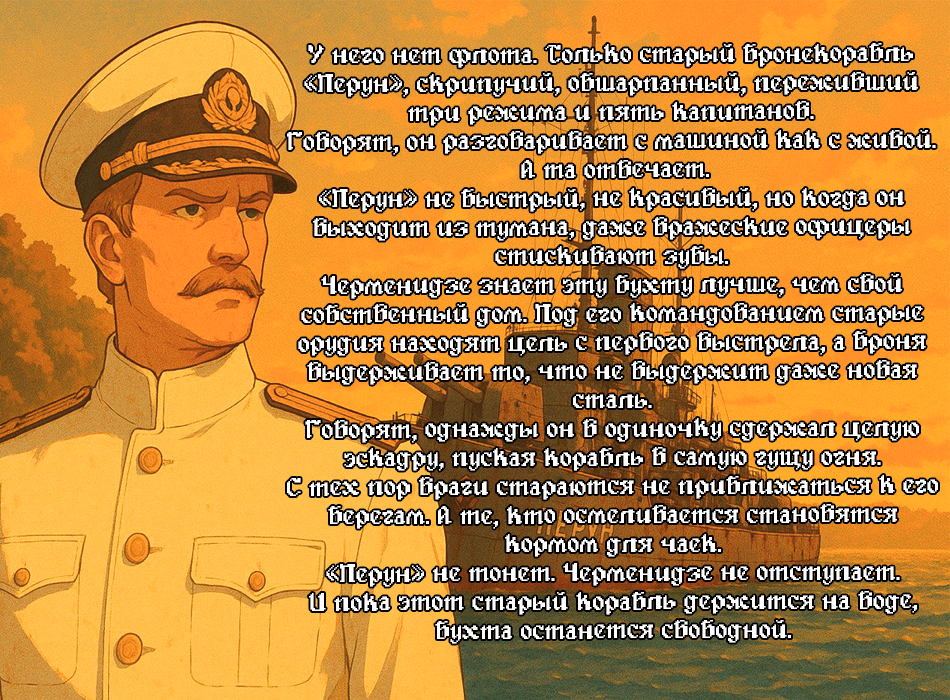 У него нет флота. Только старый бронекорабль
«Перун», скрипучий, обшарпанный, переживший
три режима и пять капитанов.
Говорят, он разговаривает с машиной как с живой.
А та отвечает.
«Перун» не быстрый, не красивый, но когда он
выходит из тумана, даже вражеские офицеры
стискивают зубы.
Черменидзе знает эту бухту лучше, чем свой
собственный дом. Под его командованием старые
орудия находят цель с первого выстрела, а броня
выдерживает то, что не выдержит даже новая
сталь.
Говорят, однажды он в одиночку сдержал целую
эскадру, пуская корабль в самую гущу огня.
С тех пор враги стараются не приближаться к его
берегам. А те, кто осмеливается становятся
кормом для чаек.
«Перун» не тонет. Черменидзе не отступает.
И пока этот старый корабль держится на воде,
бухта останется свободной.